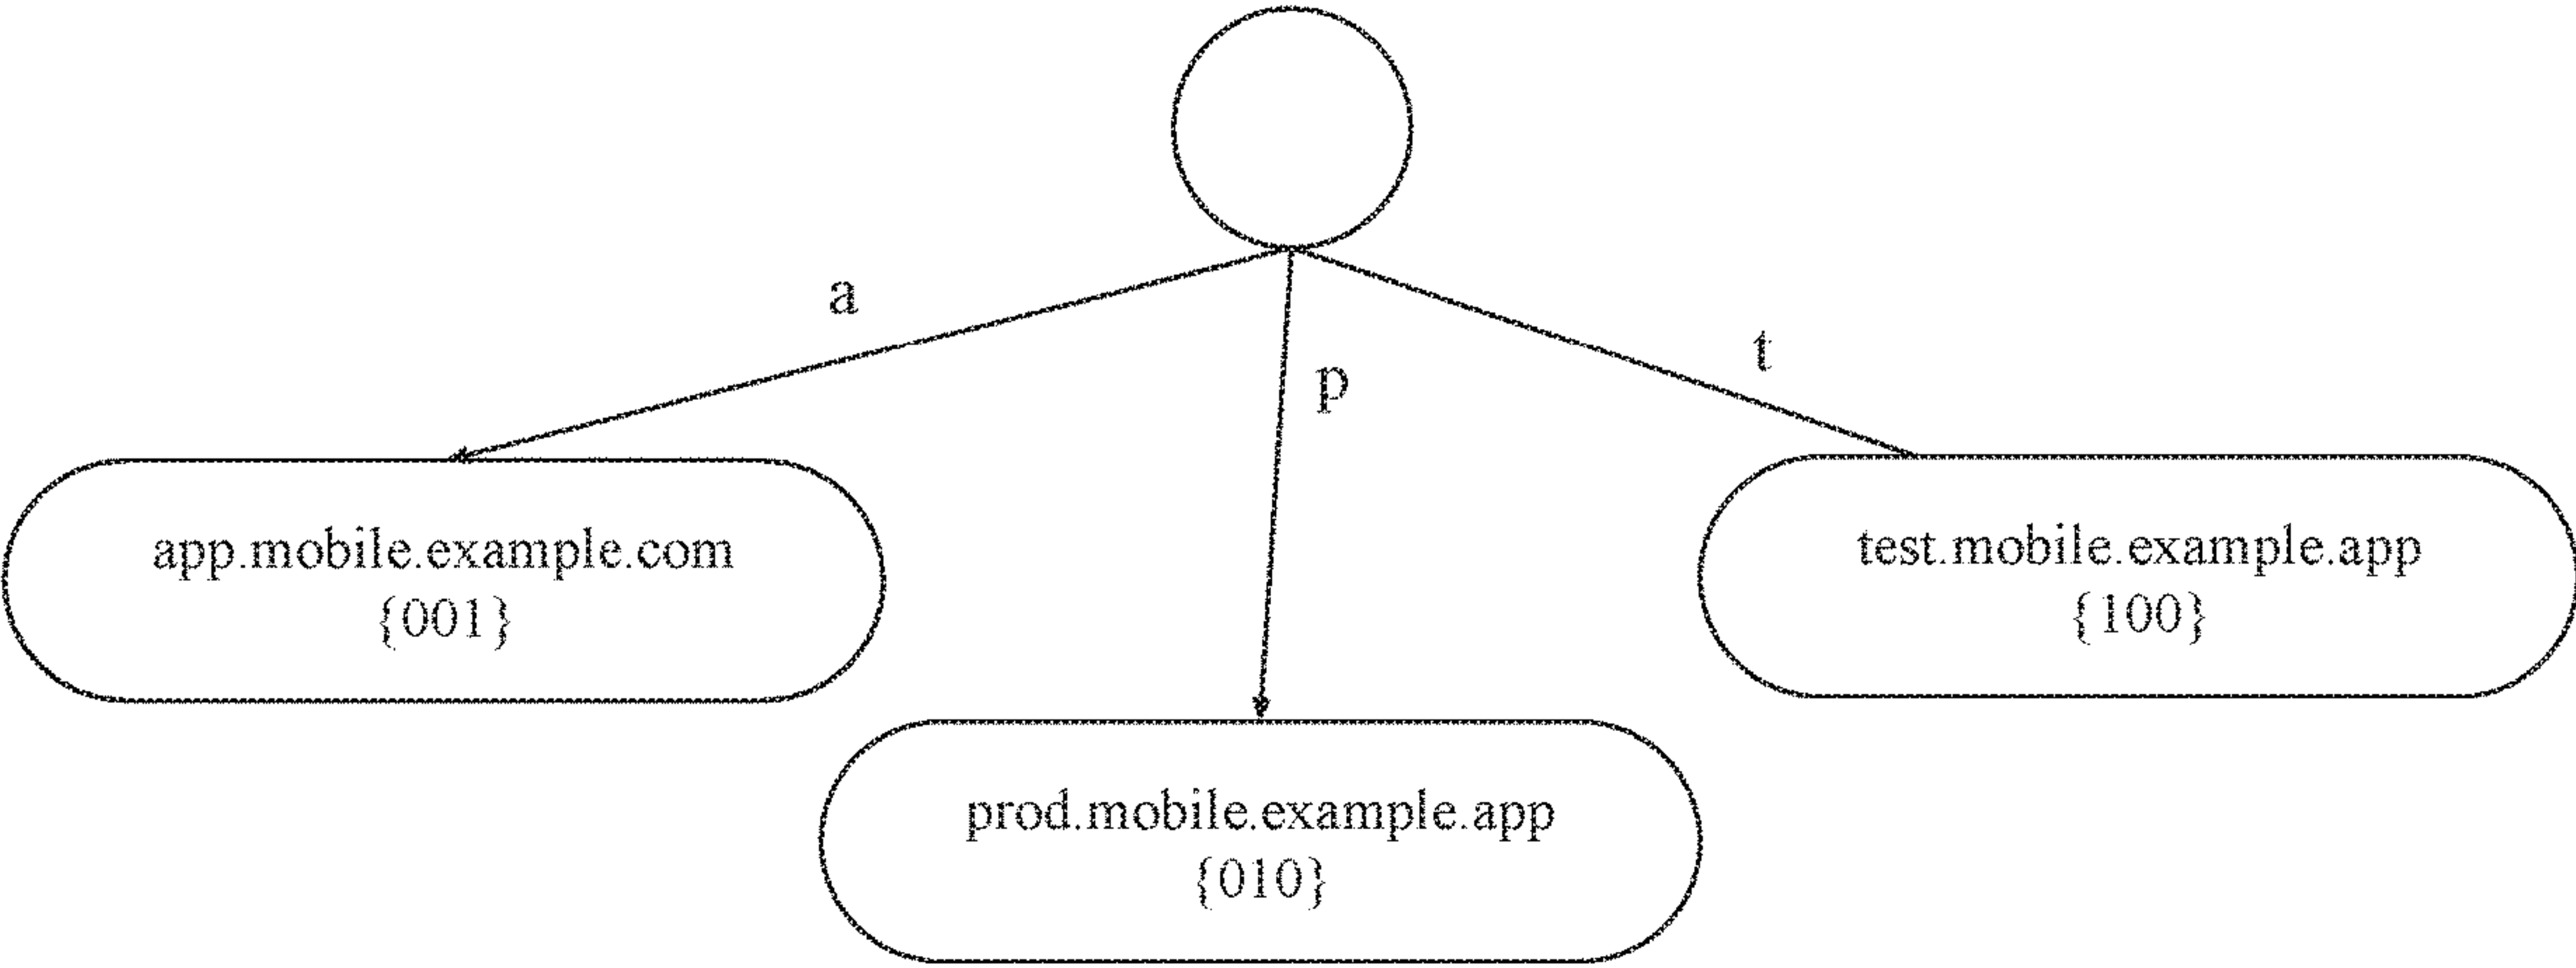 a
p
t
app.mobile.example.com
{001}
test.mobile.example.app
{100}
prod.mobile.example.app
{010}